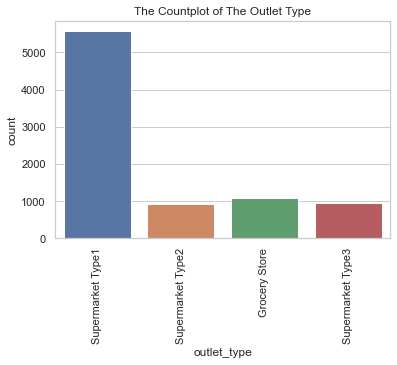 The Countplot of The Outlet Type
count
5000
4000
3000
2000
1000
0
Supermarket Type1
Supermarket Type2
Grocery Store
Supermarket Type3
outlet_type